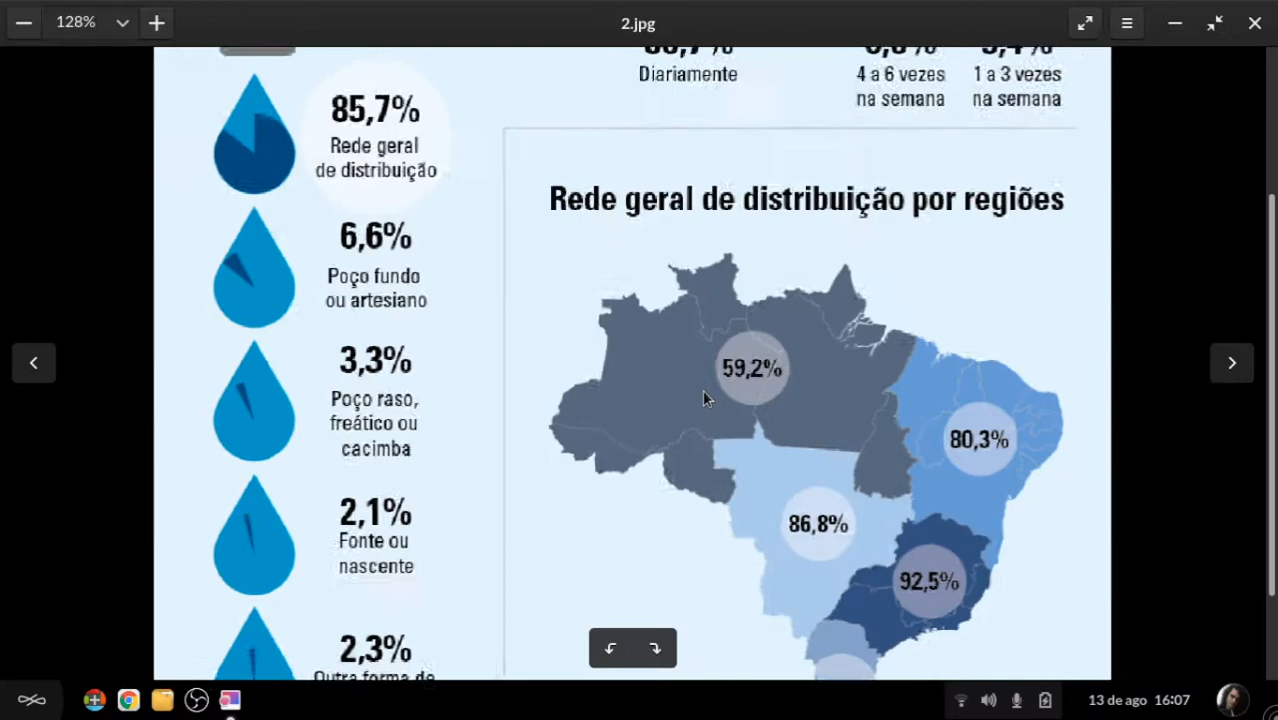 128%
2.jpg
Diariamente
4 a 6 vezes
na semana
1 a 3 vezes
na semana
85,7%
Rede geral
de distribuição
6,6%
Poço fundo
ou artesiano
3,3%
Poço raso,
freático ou
cacimba
2,1%
Fonte ou
nascente
2,3%
Outra forma de
Rede geral de distribuição por regiões
59,2%
80,3%
86,8%
92,5%
13 de ago 16:07